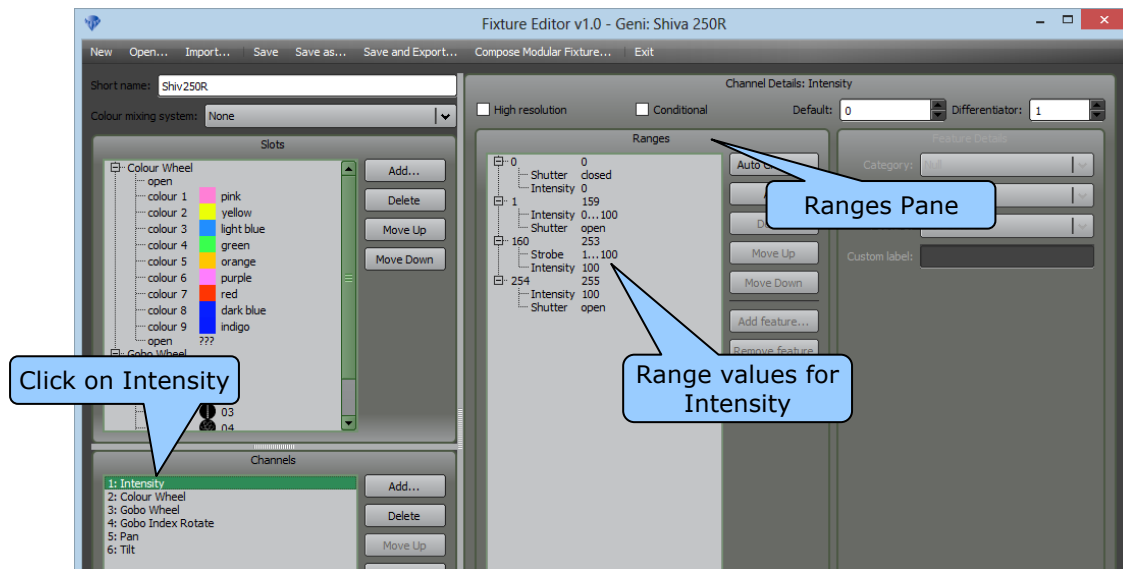 Fixture Editor v1.0 - Geni: Shiva 250R
New Open... Import... Save Save as... Save and Export... Compose Modular Fixture... Exit
Short name: Shiv250R
Colour mixing system: None
Slots
Colour Wheel
open
colour 1 pink
colour 2 yellow
colour 3 light blue
colour 4 green
colour 5 orange
colour 6 purple
colour 7 red
colour 8 dark blue
colour 9 indigo
open ???
Gobo Wheel
03
04
Add...
Delete
Move Up
Move Down
Click on Intensity
Channels
1: Intensity
2: Colour Wheel
3: Gobo Wheel
4: Gobo Index Rotate
5: Pan
6: Tilt
Add...
Delete
Move Up
Channel Details: Intensity
High resolution Conditional Default: 0 Differentiator: 1
Ranges
0 0
Shutter closed
Intensity 0
1 159
Intensity 0...100
Shutter open
160 253
Strobe 1...100
Intensity 100
254 255
Intensity 100
Shutter open
Auto
Move Up
Move Down
Add feature...
Remove feature
Ranges Pane
Range values for
Intensity
Feature Details
Category: Null
Custom label: